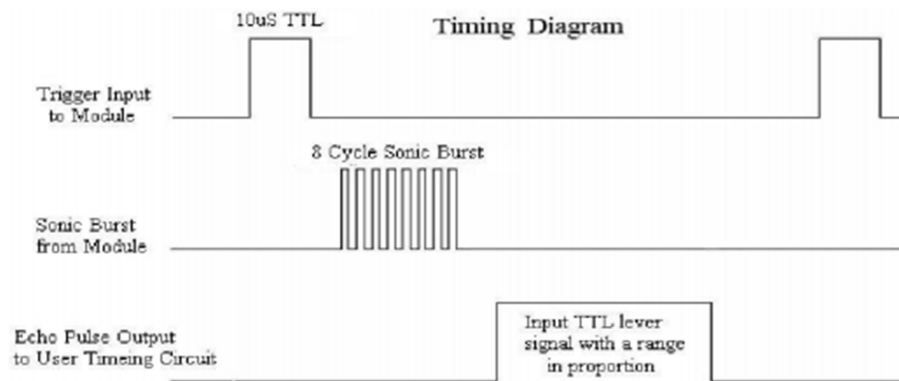 10uS TTL
Timing Diagram
Trigger Input
to Module
8 Cycle Sonic Burst
Sonic Burst
from Module
Echo Pulse Output
to User Timeing Circuit
Input TTL lever
signal with a range
in proportion